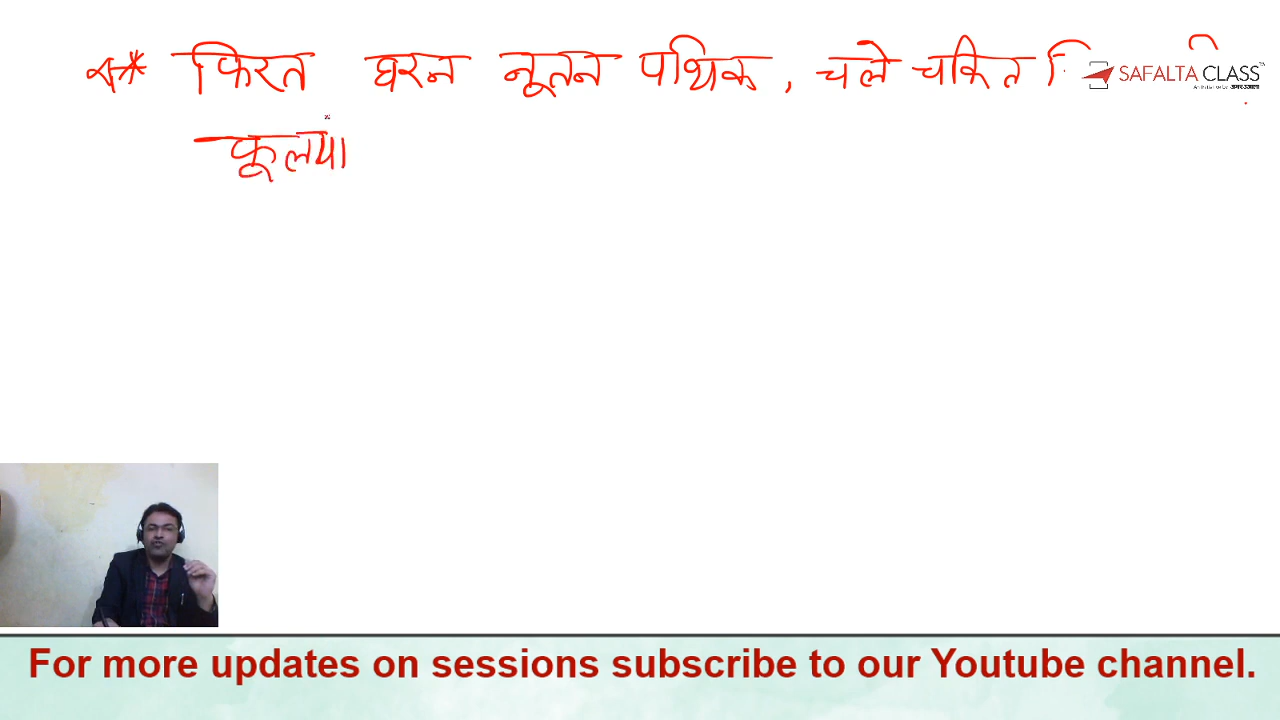 ** फिरत घरन नूतन पथिक, चले चकित
SAFALTA CLASS
फूलया
For more updates on sessions subscribe to our Youtube channel.